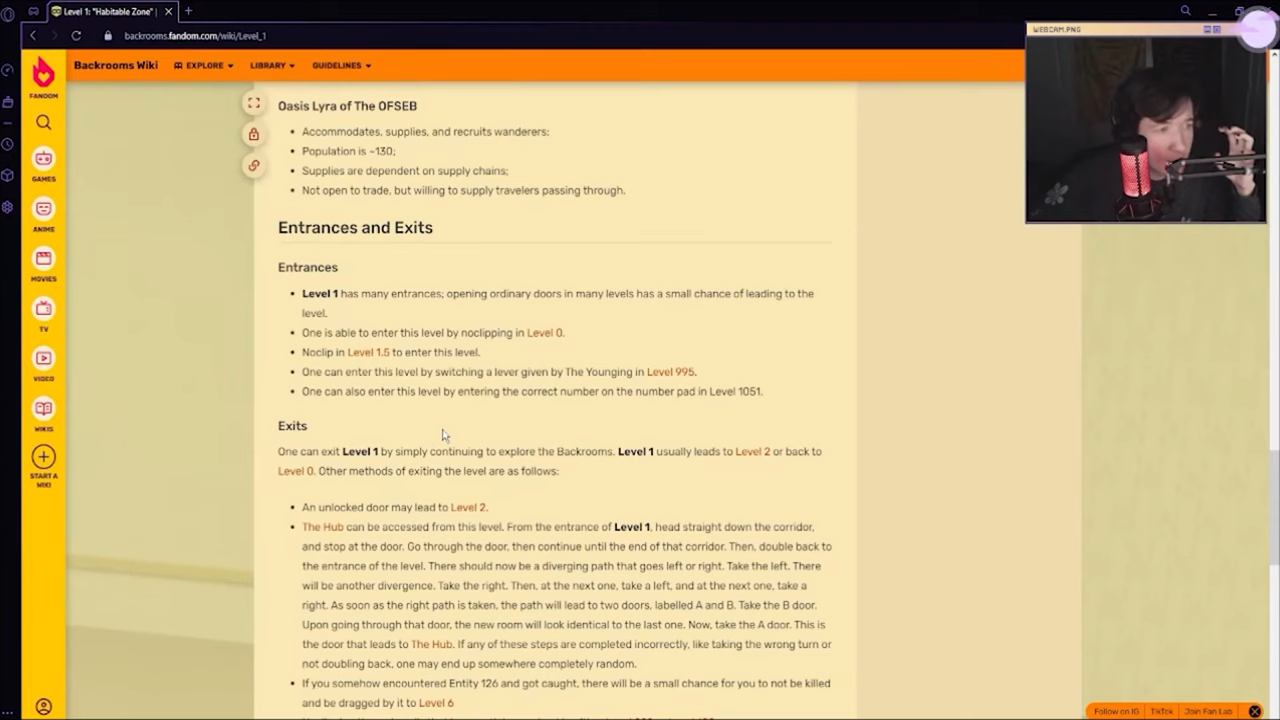 Level 1: "Habitable Zone" |
backrooms.fandom.com/wiki/Level_1
WEBCAM.PNG
Backrooms Wiki
EXPLORE
LIBRARY
GUIDELINES
FANDOM
GAMES
ANIME
MOVIES
TV
VIDEO
WIKIS
START A
WIKI
Oasis Lyra of The OFSEB
• Accommodates, supplies, and recruits wanderers;
• Population is ~130;
• Supplies are dependent on supply chains;
• Not open to trade, but willing to supply travelers passing through.
Entrances and Exits
Entrances
• Level 1 has many entrances; opening ordinary doors in many levels has a small chance of leading to the
level.
• One is able to enter this level by noclipping in Level 0.
• Noclip in Level 1.5 to enter this level.
• One can enter this level by switching a lever given by The Younging in Level 995.
• One can also enter this level by entering the correct number on the number pad in Level 1051.
Exits
One can exit Level 1 by simply continuing to explore the Backrooms. Level 1 usually leads to Level 2 or back to
Level 0. Other methods of exiting the level are as follows:
• An unlocked door may lead to Level 2.
• The Hub can be accessed from this level. From the entrance of Level 1, head straight down the corridor,
and stop at the door. Go through the door, then continue until the end of that corridor. Then, double back to
the entrance of the level. There should now be a diverging path that goes left or right. Take the left. There
will be another divergence. Take the right. Then, at the next one, take a left, and at the next one, take a
right. As soon as the right path is taken, the path will lead to two doors, labelled A and B. Take the B door.
Upon going through that door, the new room will look identical to the last one. Now, take the A door. This is
the door that leads to The Hub. If any of these steps are completed incorrectly, like taking the wrong turn or
not doubling back, one may end up somewhere completely random.
• If you somehow encountered Entity 126 and got caught, there will be a small chance for you to not be killed
and be dragged by it to Level 6
Follow on IG
TikTok
Join Fan Lab